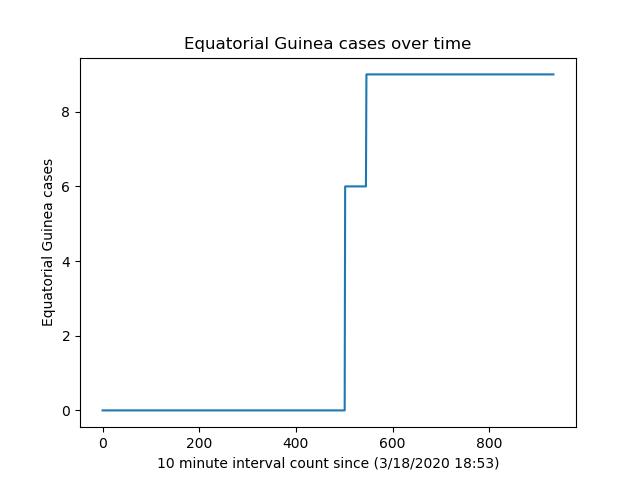 Equatorial Guinea cases over time
Equatorial Guinea cases
8
6
4
2
0
0 200 400 600 800
10 minute interval count since (3/18/2020 18:53)